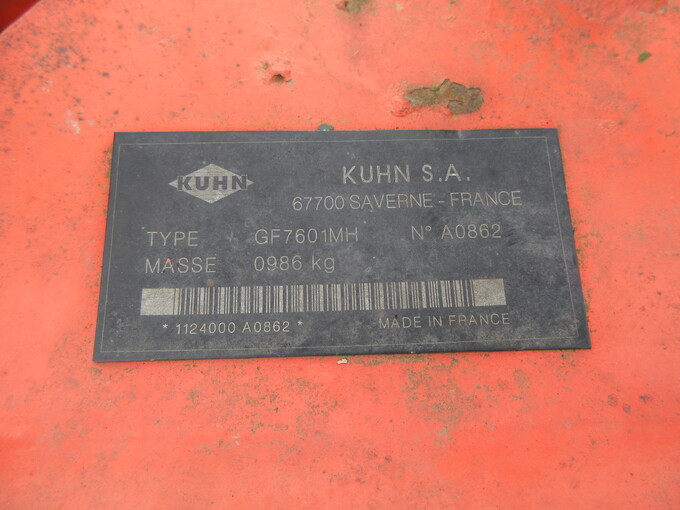 KUHN
KUHN S.A.
67700 SAVERNE - FRANCE
TYPE GF7601MH N° A0862
MASSE 0986 kg
* 1124000 A0862 * MADE IN FRANCE